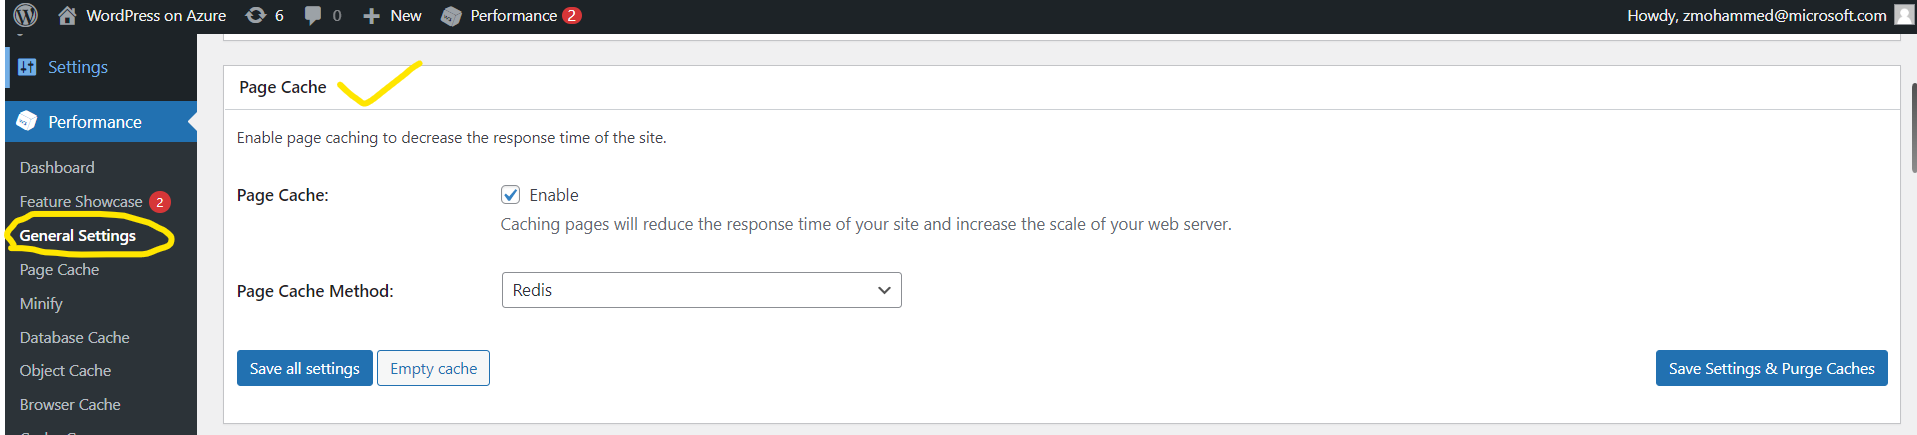 WordPress on Azure 6 0 New Performance 2 Howdy, zmohammed@microsoft.com
Settings
Performance
Dashboard
Feature Showcase 2
General Settings
Page Cache
Minify
Database Cache
Object Cache
Browser Cache
Page Cache
Enable page caching to decrease the response time of the site.
Page Cache: Enable
Caching pages will reduce the response time of your site and increase the scale of your web server.
Page Cache Method: Redis
Save all settings Empty cache Save Settings & Purge Caches